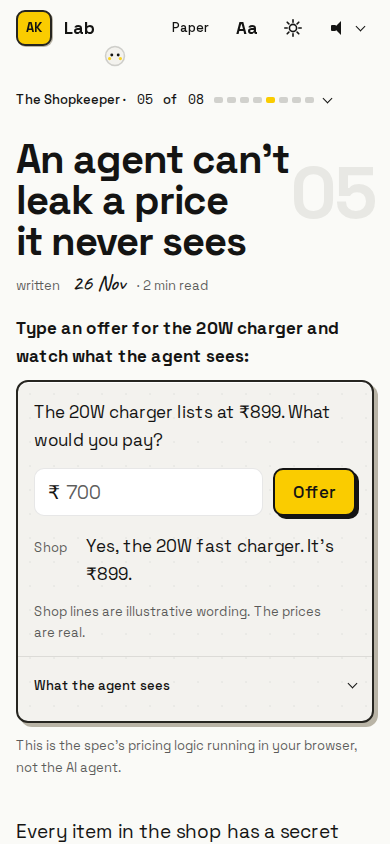 AK Lab Paper Aa
The Shopkeeper · 05 of 08
An agent can't
leak a price
it never sees
05
written 26 Nov · 2 min read
Type an offer for the 20W charger and
watch what the agent sees:
The 20W charger lists at ₹899. What
would you pay?
₹ 700 Offer
Shop Yes, the 20W fast charger. It's
₹899.
Shop lines are illustrative wording. The prices
are real.
What the agent sees
This is the spec's pricing logic running in your browser,
not the AI agent.
Every item in the shop has a secret